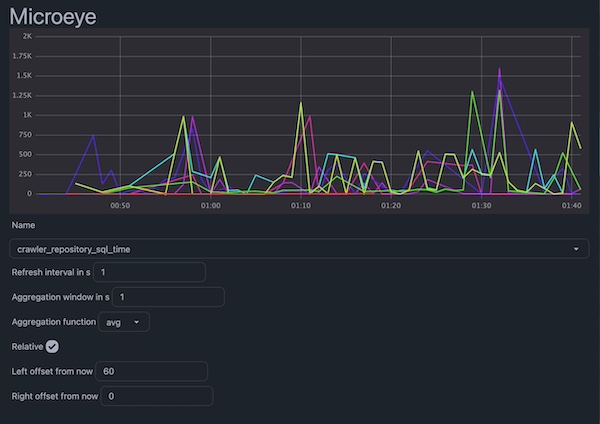 Microeye
2K
1.75K
1.5K
1.25K
1K
750
500
250
0
00:50 01:00 01:10 01:20 01:30 01:40
Name
crawler_repository_sql_time
Refresh interval in s 1
Aggregation window in s 1
Aggregation function avg
Relative
Left offset from now 60
Right offset from now 0